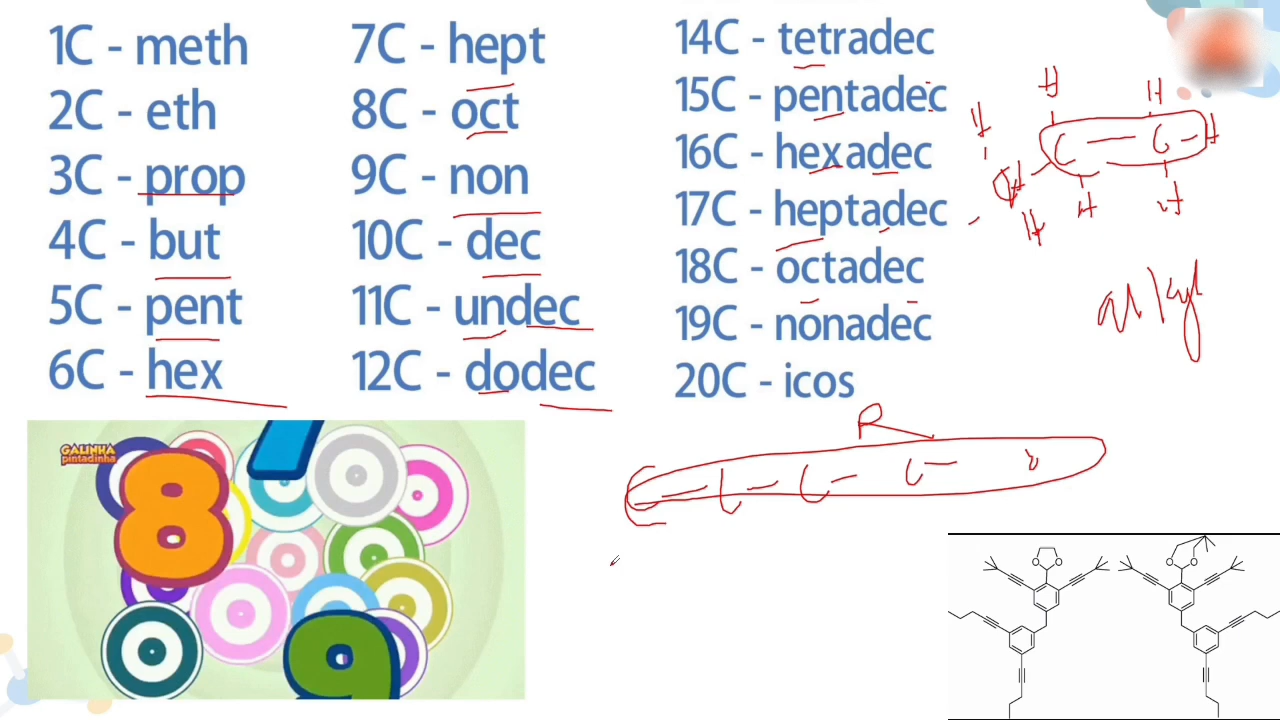 1C - meth
2C - eth
3C - prop
4C - but
5C - pent
6C - hex
7C - hept
8C - oct
9C - non
10C - dec
11C - undec
12C - dodec
14C - tetradec
15C - pentadec
16C - hexadec
17C - heptadec
18C - octadec
19C - nonadec
20C - icos
H H
H
C — C — H
H
H H H
alkyl
R
C — C — C — C —
GALINHA
pintadinha
7
8
9
O O
O O